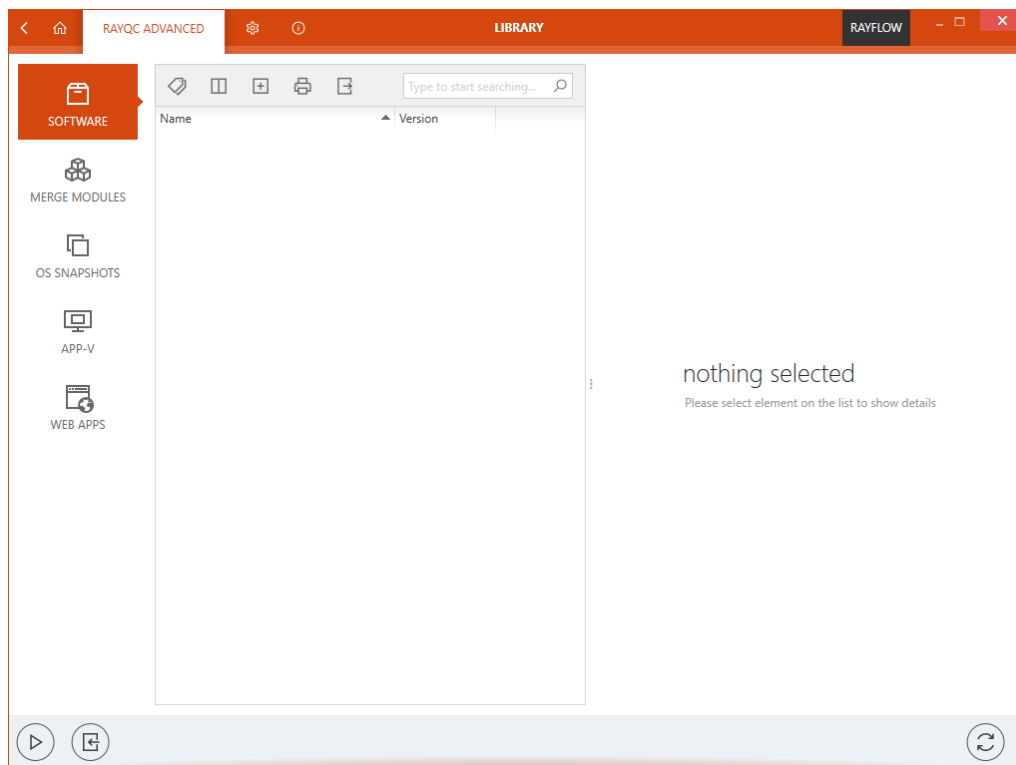 RAYQC ADVANCED
LIBRARY
RAYFLOW
SOFTWARE
MERGE MODULES
OS SNAPSHOTS
APP-V
WEB APPS
Type to start searching...
Name
Version
nothing selected
Please select element on the list to show details